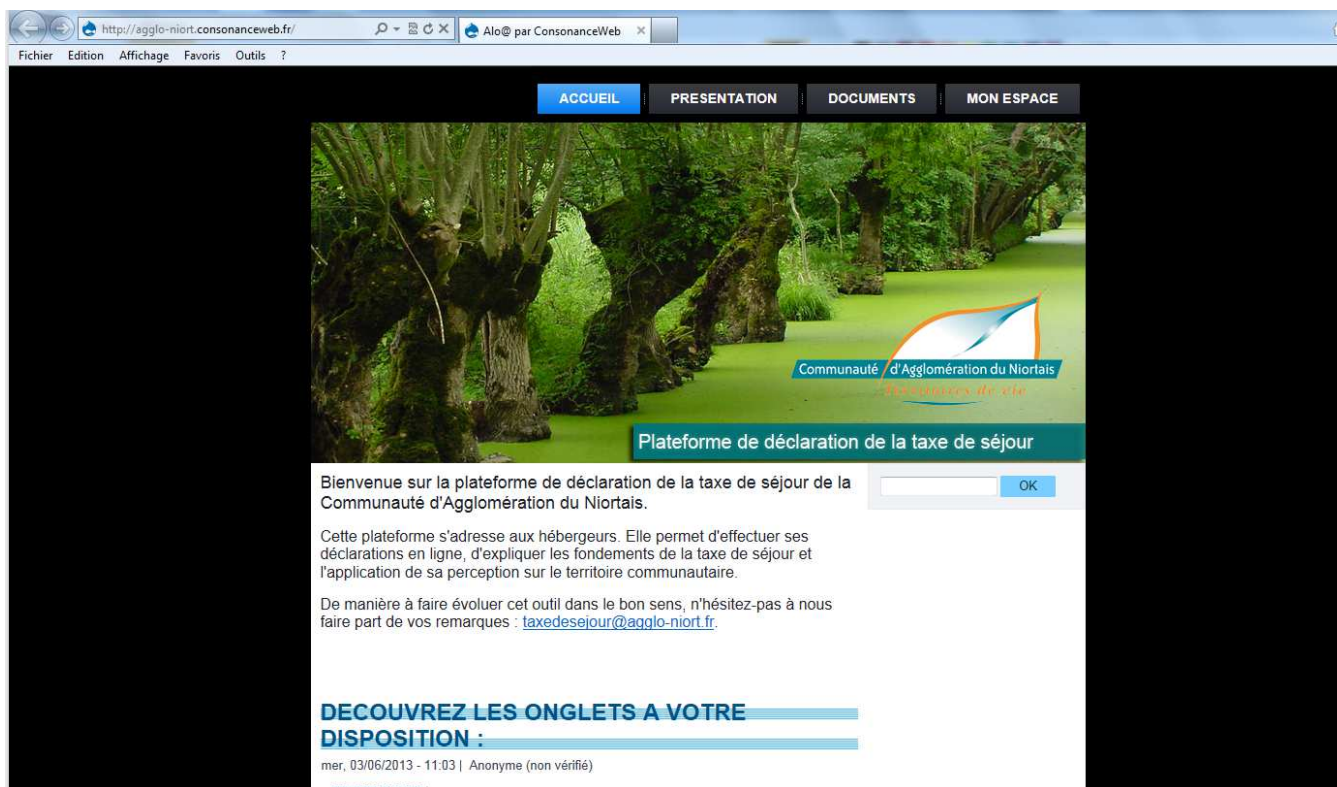 http://agglo-niort.consonanceweb.fr/
Alo@ par ConsonanceWeb
Fichier Edition Affichage Favoris Outils ?
ACCUEIL PRESENTATION DOCUMENTS MON ESPACE
Communauté d'Agglomération du Niortais
Territoires de vie
Plateforme de déclaration de la taxe de séjour
Bienvenue sur la plateforme de déclaration de la taxe de séjour de la
Communauté d'Agglomération du Niortais.
OK
Cette plateforme s'adresse aux hébergeurs. Elle permet d'effectuer ses
déclarations en ligne, d'expliquer les fondements de la taxe de séjour et
l'application de sa perception sur le territoire communautaire.
De manière à faire évoluer cet outil dans le bon sens, n'hésitez-pas à nous
faire part de vos remarques : taxedesejour@agglo-niort.fr.
DECOUVREZ LES ONGLETS A VOTRE
DISPOSITION :
mer, 03/06/2013 - 11:03 | Anonyme (non vérifié)